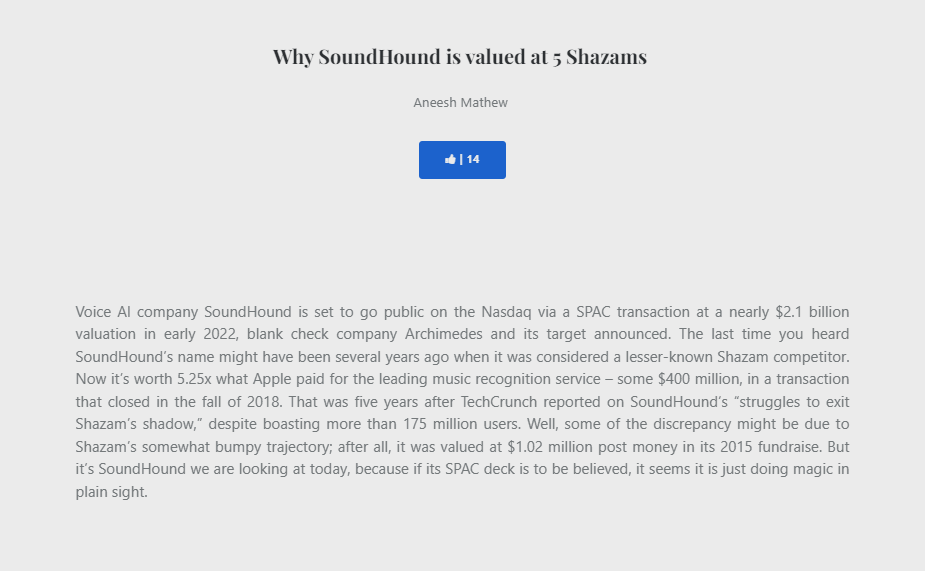 Why SoundHound is valued at 5 Shazams
Aneesh Mathew
| 14
Voice AI company SoundHound is set to go public on the Nasdaq via a SPAC transaction at a nearly $2.1 billion
valuation in early 2022, blank check company Archimedes and its target announced. The last time you heard
SoundHound's name might have been several years ago when it was considered a lesser-known Shazam competitor.
Now it's worth 5.25x what Apple paid for the leading music recognition service – some $400 million, in a transaction
that closed in the fall of 2018. That was five years after TechCrunch reported on SoundHound's “struggles to exit
Shazam's shadow,” despite boasting more than 175 million users. Well, some of the discrepancy might be due to
Shazam's somewhat bumpy trajectory; after all, it was valued at $1.02 million post money in its 2015 fundraise. But
it's SoundHound we are looking at today, because if its SPAC deck is to be believed, it seems it is just doing magic in
plain sight.